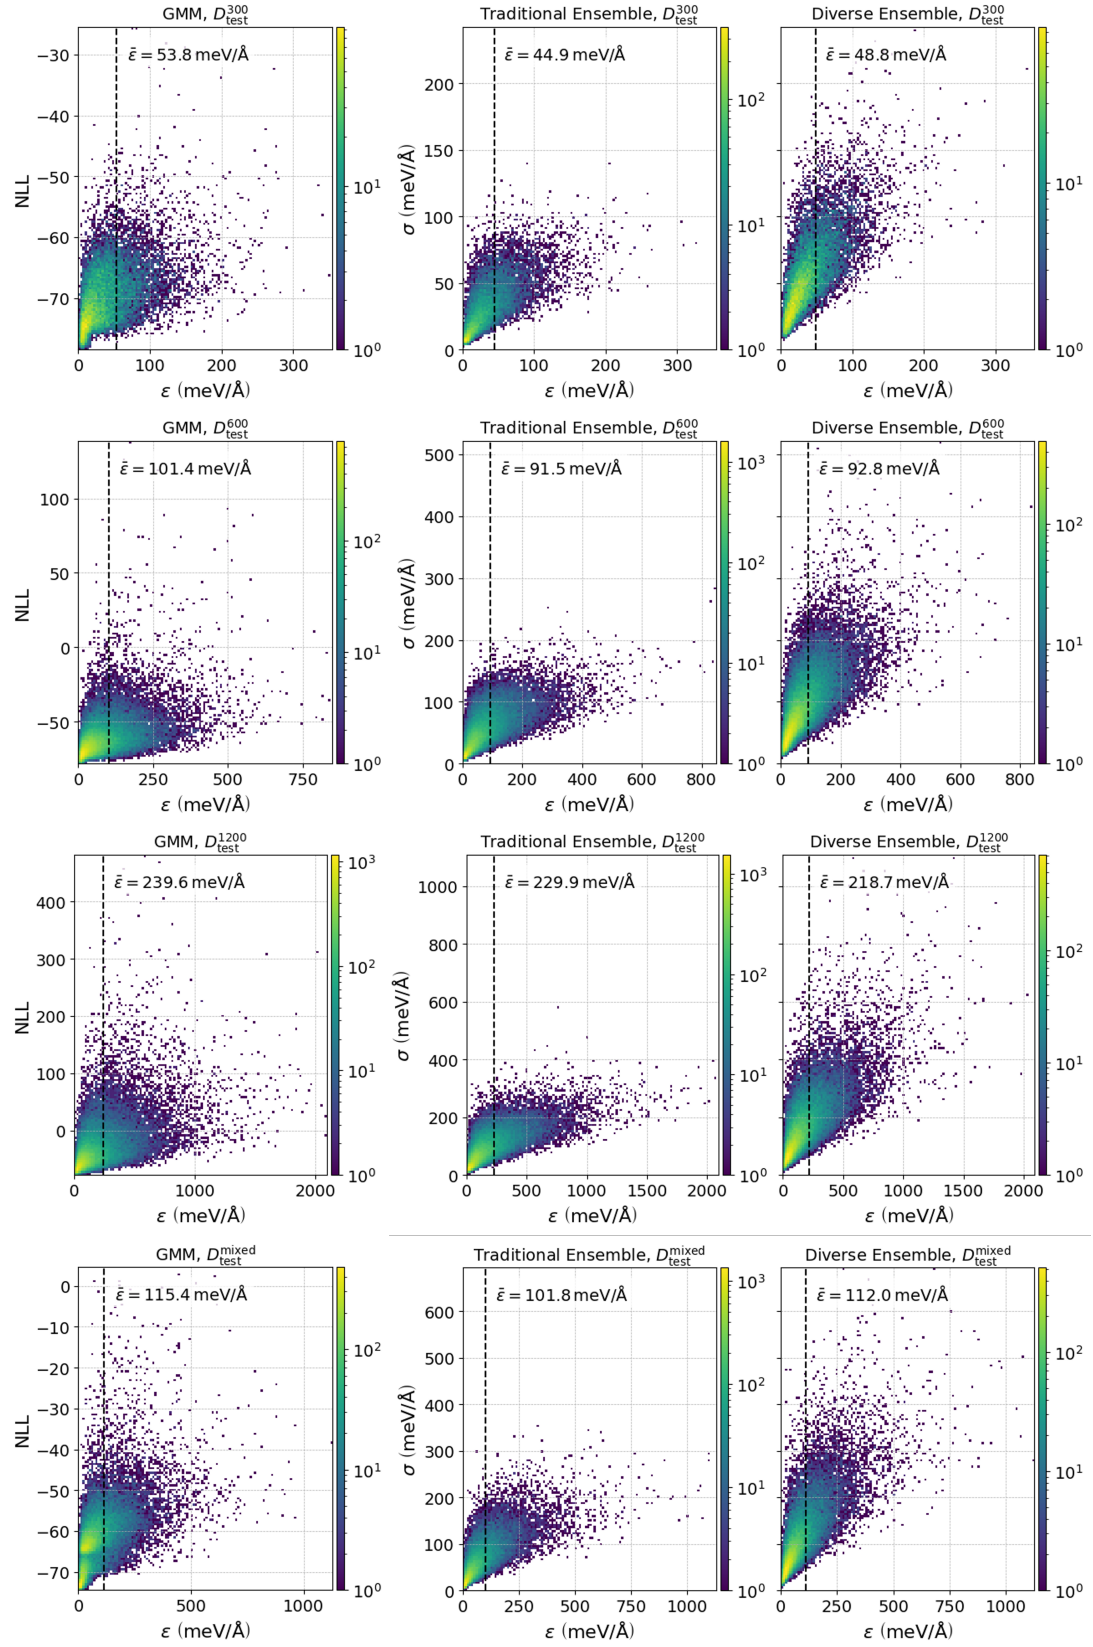 GMM, D^300_test
ε̄ = 53.8 meV/Å
NLL
−30
−40
−50
−60
−70
0 100 200 300
ε (meV/Å)
10^1
10^0
Traditional Ensemble, D^300_test
ε̄ = 44.9 meV/Å
σ (meV/Å)
200
150
100
50
0
0 100 200 300
ε (meV/Å)
10^2
10^1
10^0
Diverse Ensemble, D^300_test
ε̄ = 48.8 meV/Å
0 100 200 300
ε (meV/Å)
10^1
10^0
GMM, D^600_test
ε̄ = 101.4 meV/Å
NLL
100
50
0
−50
0 250 500 750
ε (meV/Å)
10^2
10^1
10^0
Traditional Ensemble, D^600_test
ε̄ = 91.5 meV/Å
σ (meV/Å)
500
400
300
200
100
0
0 200 400 600 800
ε (meV/Å)
10^3
10^2
10^1
10^0
Diverse Ensemble, D^600_test
ε̄ = 92.8 meV/Å
0 200 400 600 800
ε (meV/Å)
10^2
10^1
10^0
GMM, D^1200_test
ε̄ = 239.6 meV/Å
NLL
400
300
200
100
0
0 1000 2000
ε (meV/Å)
10^3
10^2
10^1
10^0
Traditional Ensemble, D^1200_test
ε̄ = 229.9 meV/Å
σ (meV/Å)
1000
800
600
400
200
0
0 500 1000 1500 2000
ε (meV/Å)
10^3
10^2
10^1
10^0
Diverse Ensemble, D^1200_test
ε̄ = 218.7 meV/Å
0 500 1000 1500 2000
ε (meV/Å)
10^2
10^1
10^0
GMM, D^mixed_test
ε̄ = 115.4 meV/Å
NLL
0
−10
−20
−30
−40
−50
−60
−70
0 500 1000
ε (meV/Å)
10^2
10^1
10^0
Traditional Ensemble, D^mixed_test
ε̄ = 101.8 meV/Å
σ (meV/Å)
600
500
400
300
200
100
0
0 250 500 750 1000
ε (meV/Å)
10^3
10^2
10^1
10^0
Diverse Ensemble, D^mixed_test
ε̄ = 112.0 meV/Å
0 250 500 750 1000
ε (meV/Å)
10^2
10^1
10^0